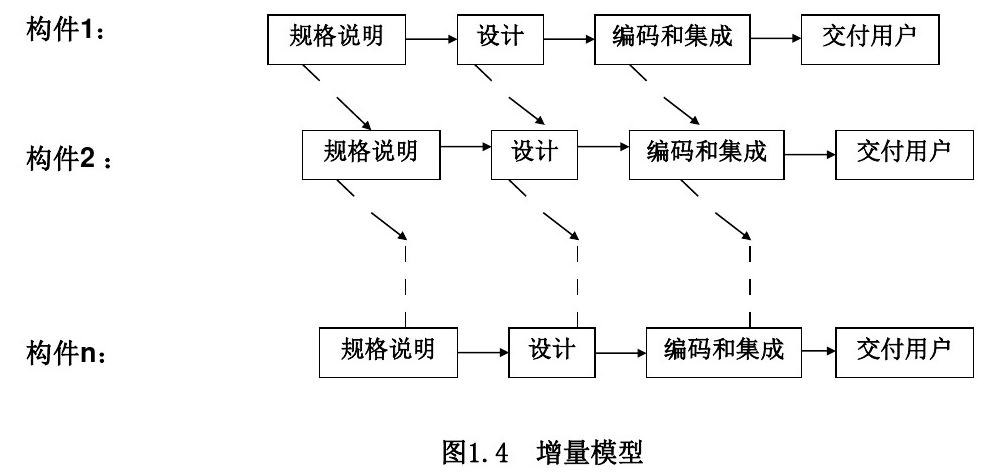 构件1： 规格说明 设计 编码和集成 交付用户
构件2： 规格说明 设计 编码和集成 交付用户
构件n： 规格说明 设计 编码和集成 交付用户
图1.4 增量模型